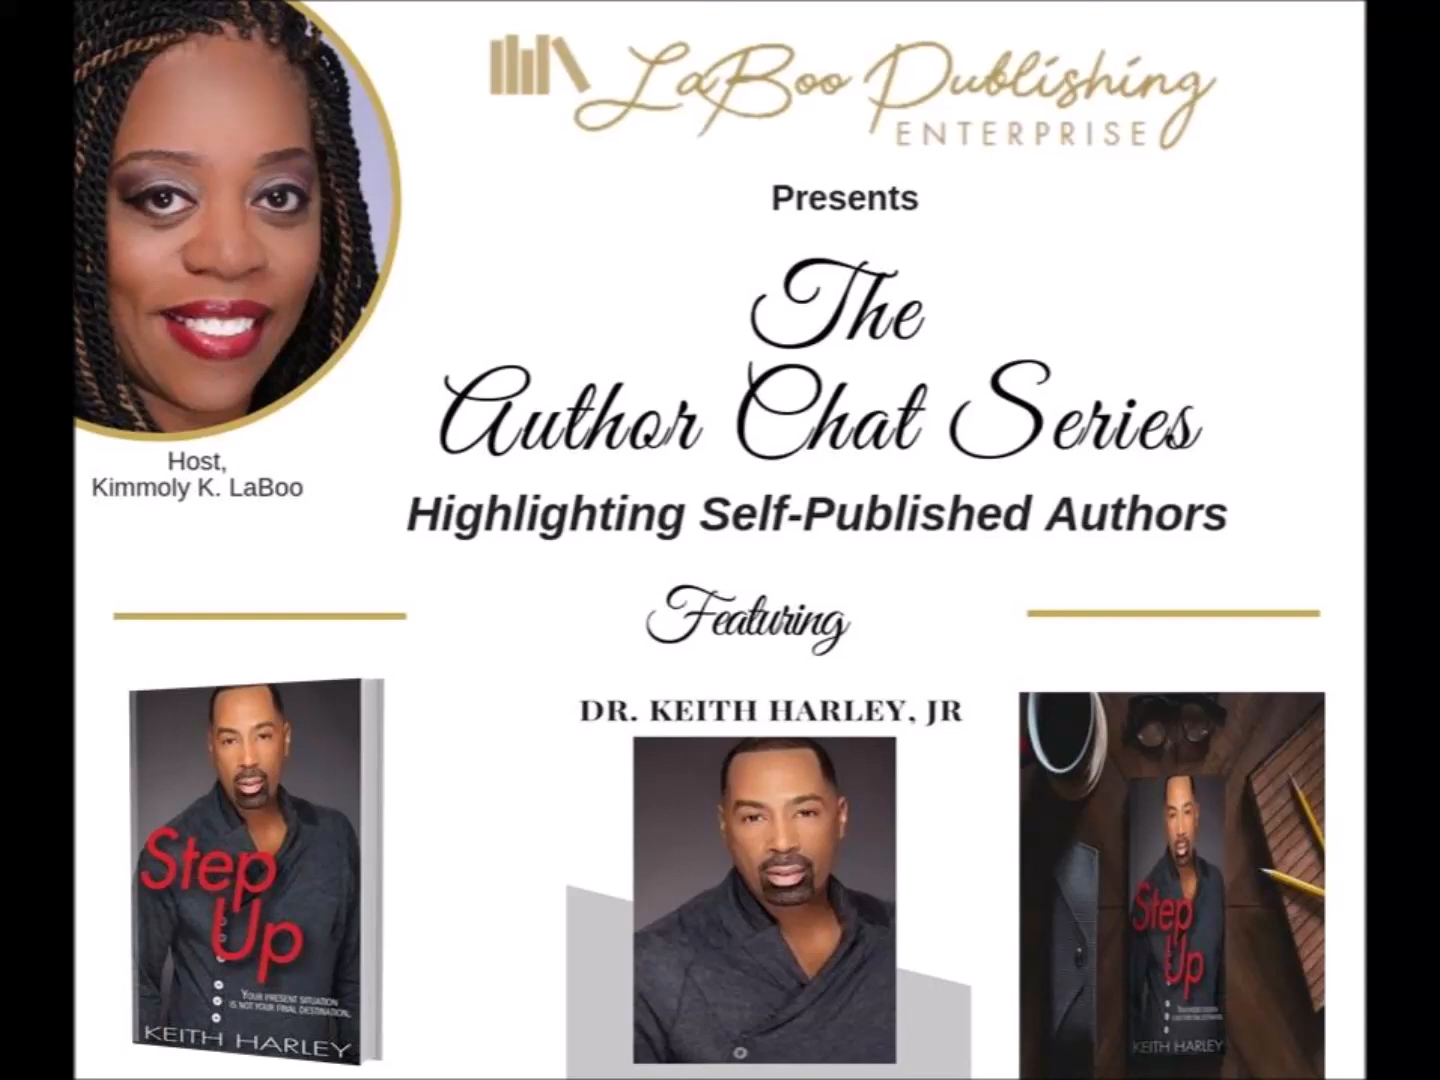 LaBoo Publishing
ENTERPRISE
Presents
The
Author Chat Series
Highlighting Self-Published Authors
Host,
Kimmoly K. LaBoo
Featuring
DR. KEITH HARLEY, JR
Step
Up
YOUR PRESENT SITUATION
IS NOT YOUR FINAL DESTINATION.
KEITH HARLEY
Step
Up
KEITH HARLEY